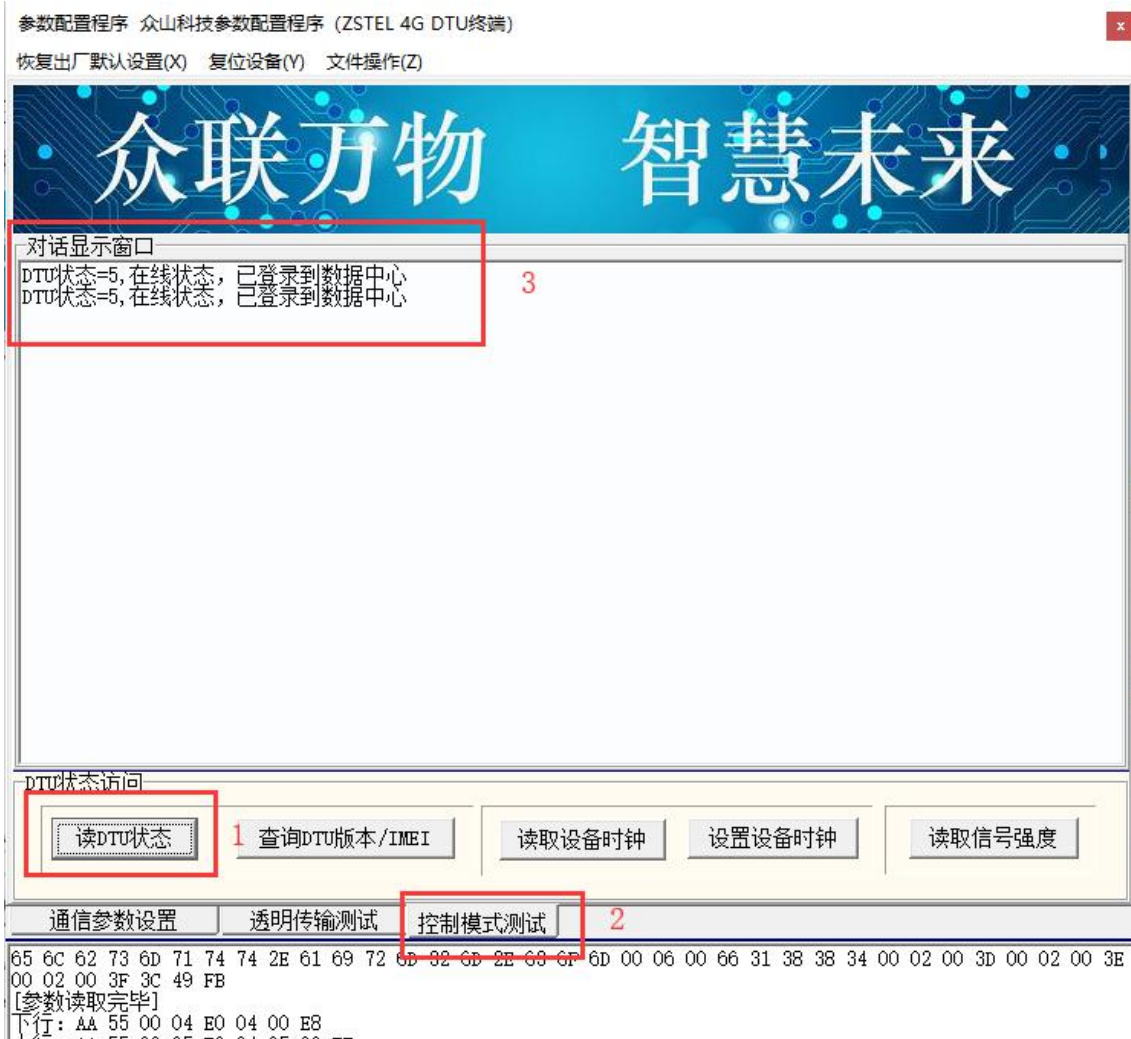 参数配置程序 众山科技参数配置程序 (ZSTEL 4G DTU终端)
x
恢复出厂默认设置(X) 复位设备(Y) 文件操作(Z)
众联万物 智慧未来
对话显示窗口
DTU状态=5,在线状态，已登录到数据中心
DTU状态=5,在线状态，已登录到数据中心
3
DTU状态访问
读DTU状态 1 查询DTU版本/IMEI 读取设备时钟 设置设备时钟 读取信号强度
通信参数设置 透明传输测试 控制模式测试 2
65 6C 62 73 6D 71 74 74 2E 61 69 72 6D 32 6D 2E 63 6F 6D 00 06 00 66 31 38 38 34 00 02 00 3D 00 02 00 3E
00 02 00 3F 3C 49 FB
[参数读取完毕]
下行: AA 55 00 04 E0 04 00 E8